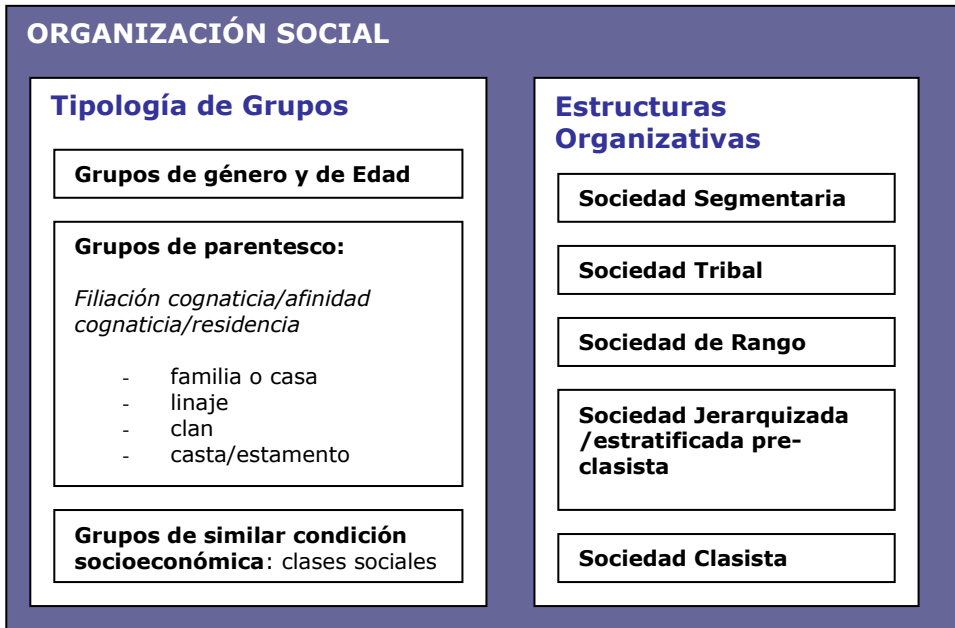 ORGANIZACIÓN SOCIAL
Tipología de Grupos
Grupos de género y de Edad
Grupos de parentesco:
Filiación cognaticia/afinidad
cognaticia/residencia
- familia o casa
- linaje
- clan
- casta/estamento
Grupos de similar condición
socioeconómica: clases sociales
Estructuras
Organizativas
Sociedad Segmentaria
Sociedad Tribal
Sociedad de Rango
Sociedad Jerarquizada
/estratificada pre-
clasista
Sociedad Clasista